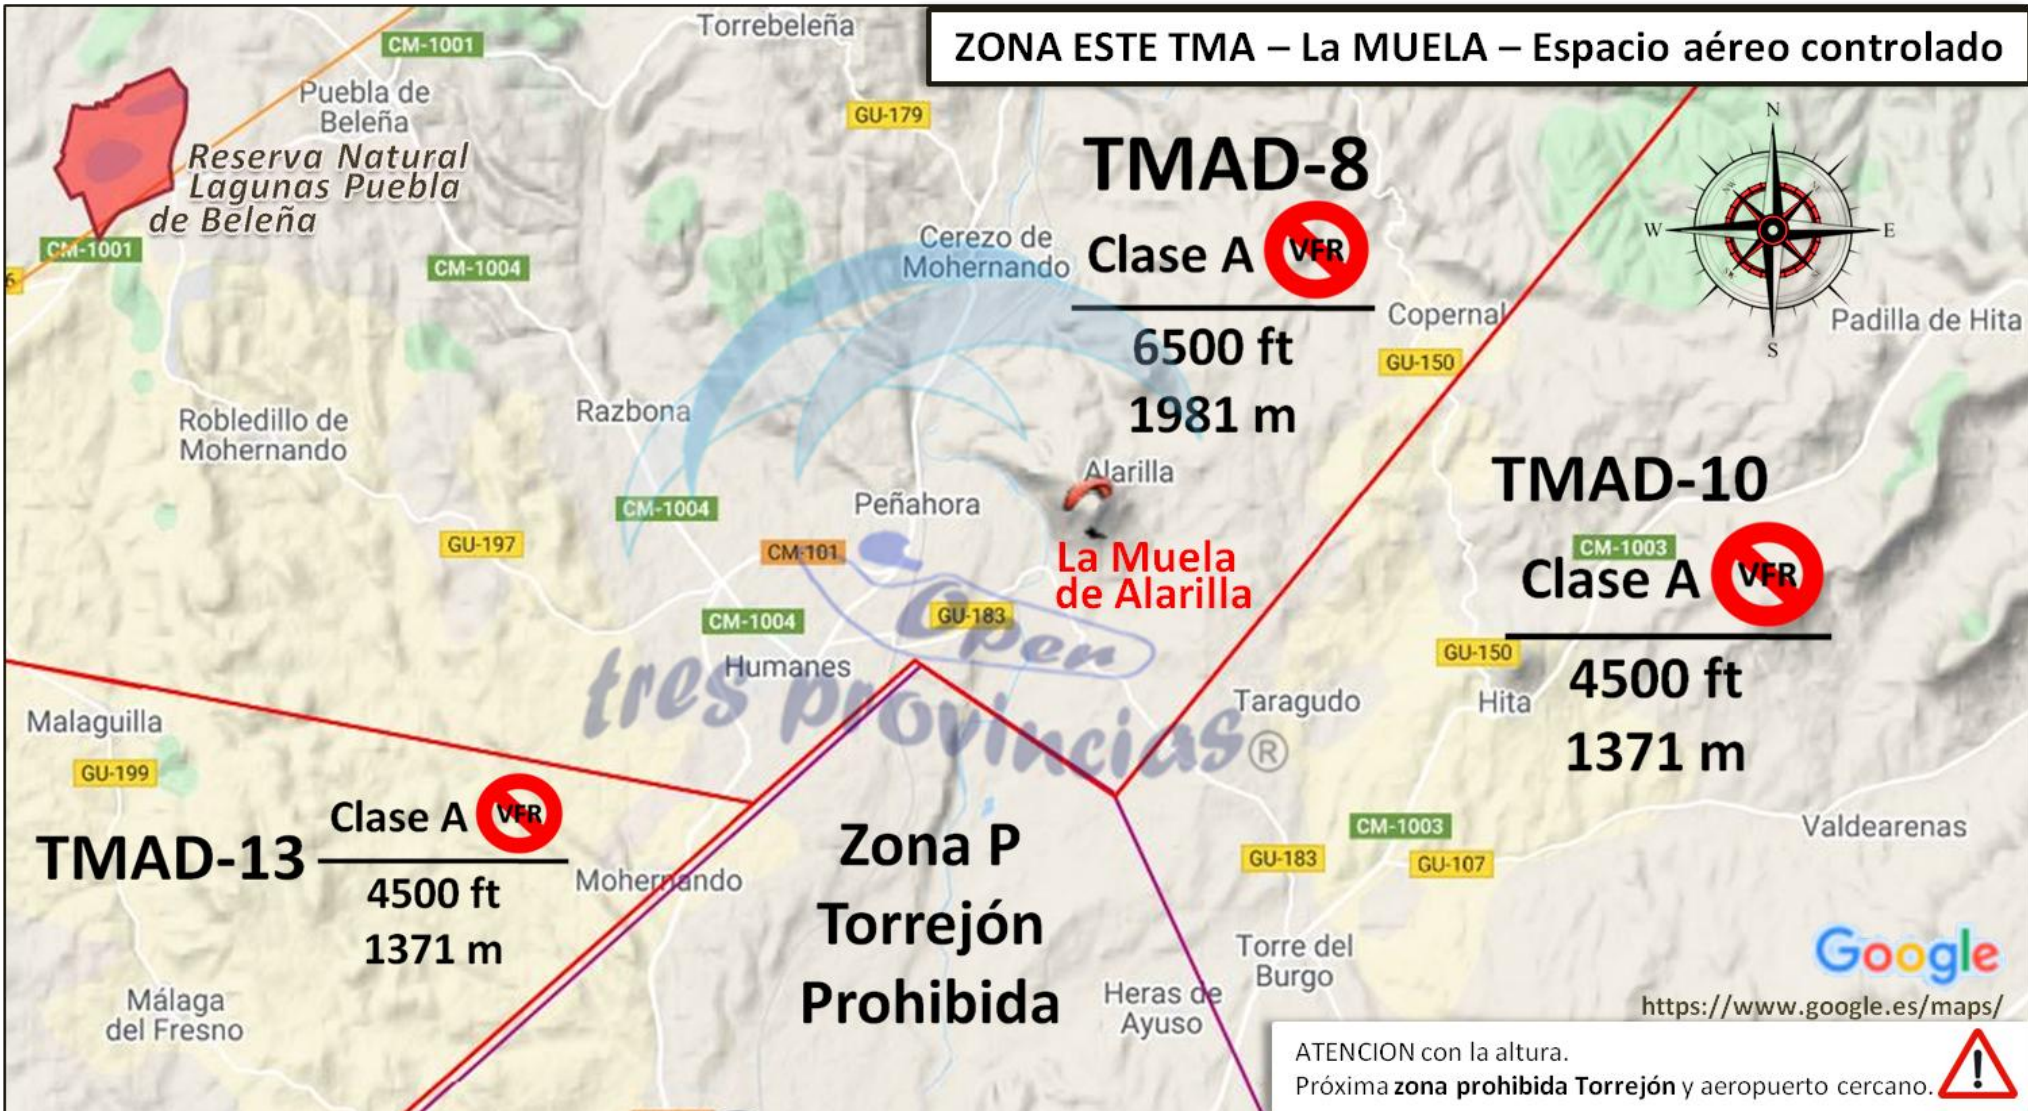 ZONA ESTE TMA – La MUELA – Espacio aéreo controlado
Torrebeleña
CM-1001
Puebla de
Beleña
GU-179
Reserva Natural
Lagunas Puebla
de Beleña
CM-1001
CM-1004
Cerezo de
Mohernando
TMAD-8
Clase A VFR
6500 ft
1981 m
N
W
E
S
Copernal
Padilla de Hita
GU-150
Robledillo de
Mohernando
Razbona
Alarilla
Peñahora
CM-1004
GU-197
CM-101
La Muela
de Alarilla
TMAD-10
CM-1003
Clase A VFR
4500 ft
1371 m
CM-1004
GU-183
Humanes
Open
tres provincias®
GU-150
Hita
Taragudo
Malaguilla
GU-199
TMAD-13
Clase A VFR
4500 ft
1371 m
Mohernando
Zona P
Torrejón
Prohibida
CM-1003
GU-183
GU-107
Valdearenas
Málaga
del Fresno
Heras de
Ayuso
Torre del
Burgo
Google
https://www.google.es/maps/
ATENCION con la altura.
Próxima zona prohibida Torrejón y aeropuerto cercano.